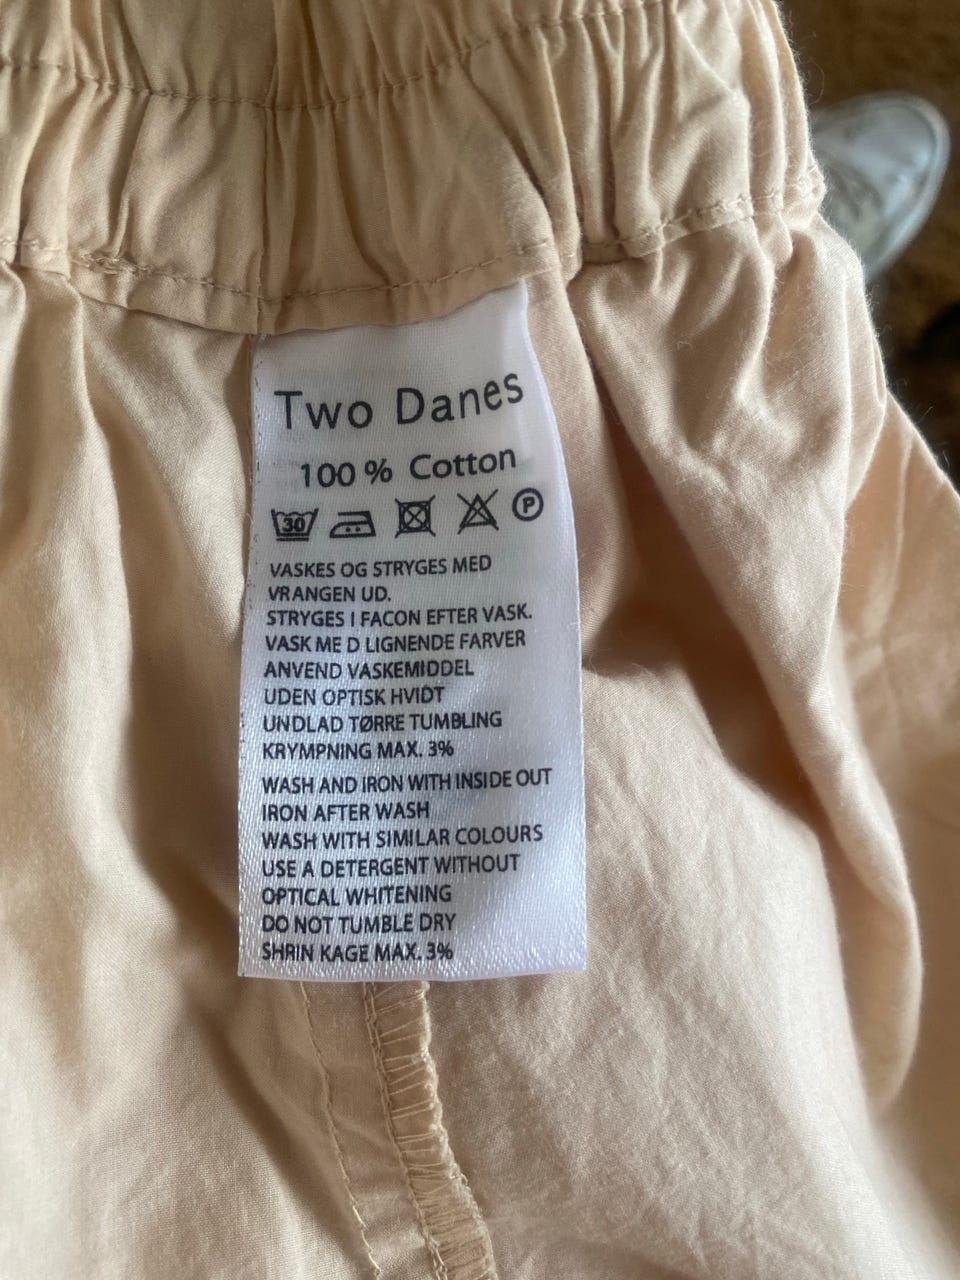 Two Danes
100 % Cotton
30 P
VASKES OG STRYGES MED
VRANGEN UD.
STRYGES I FACON EFTER VASK.
VASK ME D LIGNENDE FARVER
ANVEND VASKEMIDDEL
UDEN OPTISK HVIDT
UNDLAD TØRRE TUMBLING
KRYMPNING MAX. 3%
WASH AND IRON WITH INSIDE OUT
IRON AFTER WASH
WASH WITH SIMILAR COLOURS
USE A DETERGENT WITHOUT
OPTICAL WHITENING
DO NOT TUMBLE DRY
SHRIN KAGE MAX. 3%